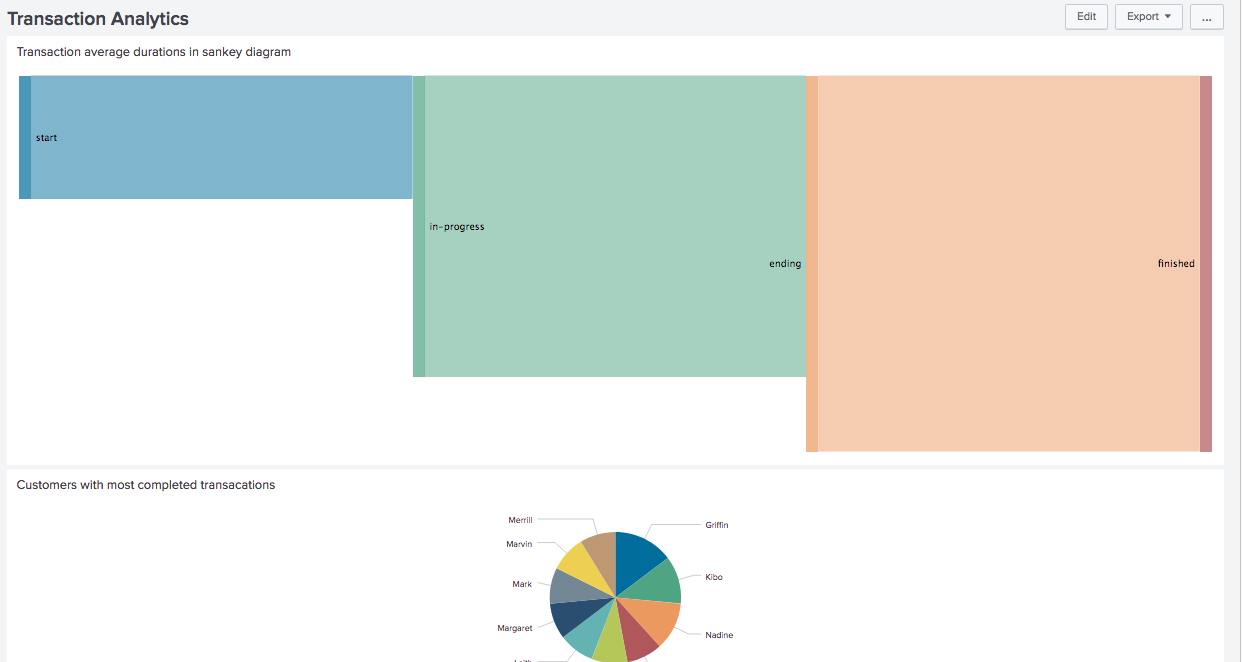 Transaction Analytics
Edit
Export
...
Transaction average durations in sankey diagram
start
in-progress
ending
finished
Customers with most completed transacations
Merrill
Griffin
Marvin
Kibo
Mark
Margaret
Nadine